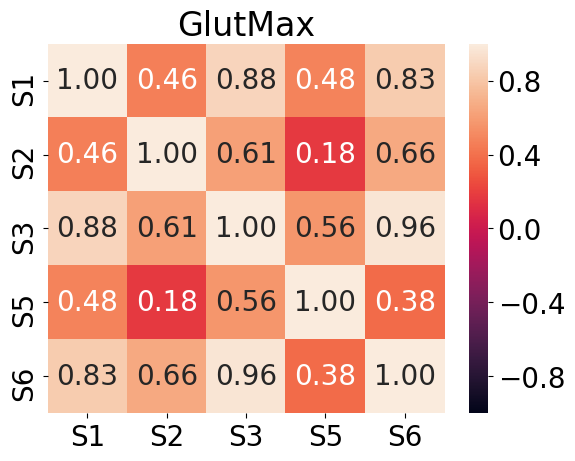 GlutMax
S1 1.00 0.46 0.88 0.48 0.83
S2 0.46 1.00 0.61 0.18 0.66
S3 0.88 0.61 1.00 0.56 0.96
S5 0.48 0.18 0.56 1.00 0.38
S6 0.83 0.66 0.96 0.38 1.00
S1 S2 S3 S5 S6
0.8
0.4
0.0
−0.4
−0.8